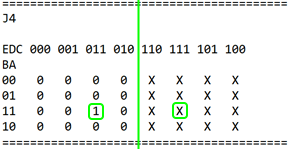 ========================================
J4
EDC 000 001 011 010 110 111 101 100
BA
00 0 0 0 0 X X X X
01 0 0 0 0 X X X X
11 0 0 1 0 X X X X
10 0 0 0 0 X X X X
========================================